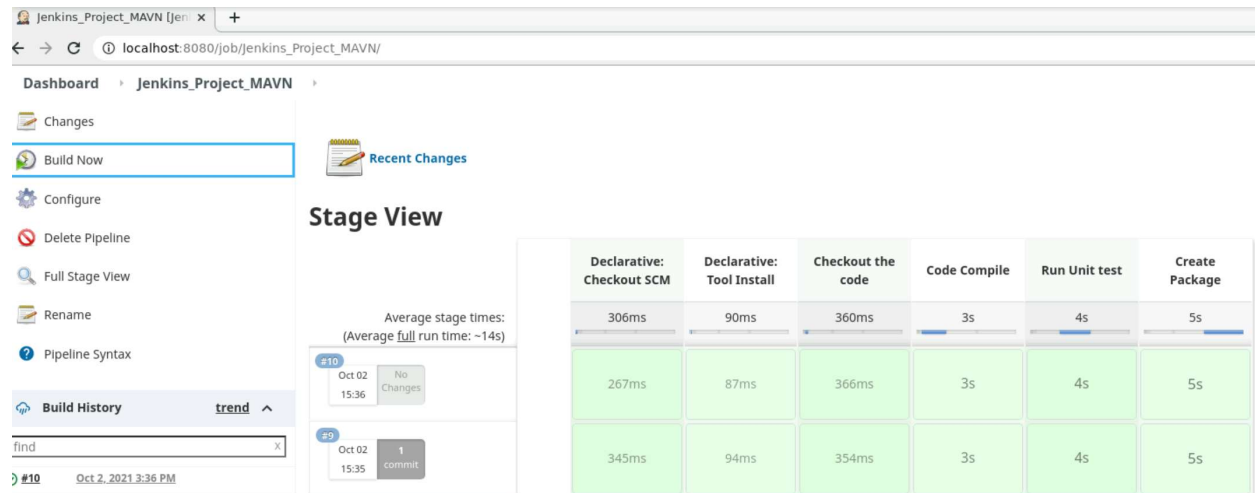 Jenkins_Project_MAVN [Jen x +
localhost:8080/job/Jenkins_Project_MAVN/
Dashboard Jenkins_Project_MAVN
Changes
Build Now
Configure
Delete Pipeline
Full Stage View
Rename
Pipeline Syntax
Build History trend
find x
#10 Oct 2, 2021 3:36 PM
Recent Changes
Stage View
Declarative: Checkout SCM
Declarative: Tool Install
Checkout the code
Code Compile
Run Unit test
Create Package
Average stage times:
(Average full run time: ~14s)
306ms 90ms 360ms 3s 4s 5s
#10
Oct 02
15:36
No
Changes
267ms 87ms 366ms 3s 4s 5s
#9
Oct 02
15:35
1
commit
345ms 94ms 354ms 3s 4s 5s